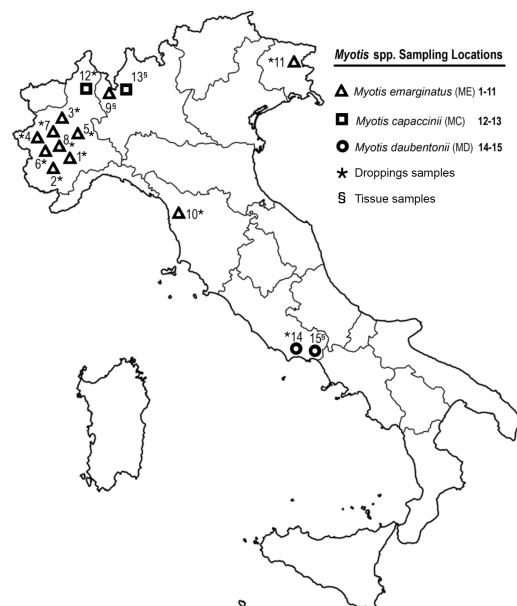 *11
Myotis spp. Sampling Locations
Myotis emarginatus (ME) 1-11
Myotis capaccinii (MC) 12-13
Myotis daubentonii (MD) 14-15
* Droppings samples
§ Tissue samples
12*
13§
9§
3*
*7
*4
8*
6*
1*
2*
10*
*14
15§